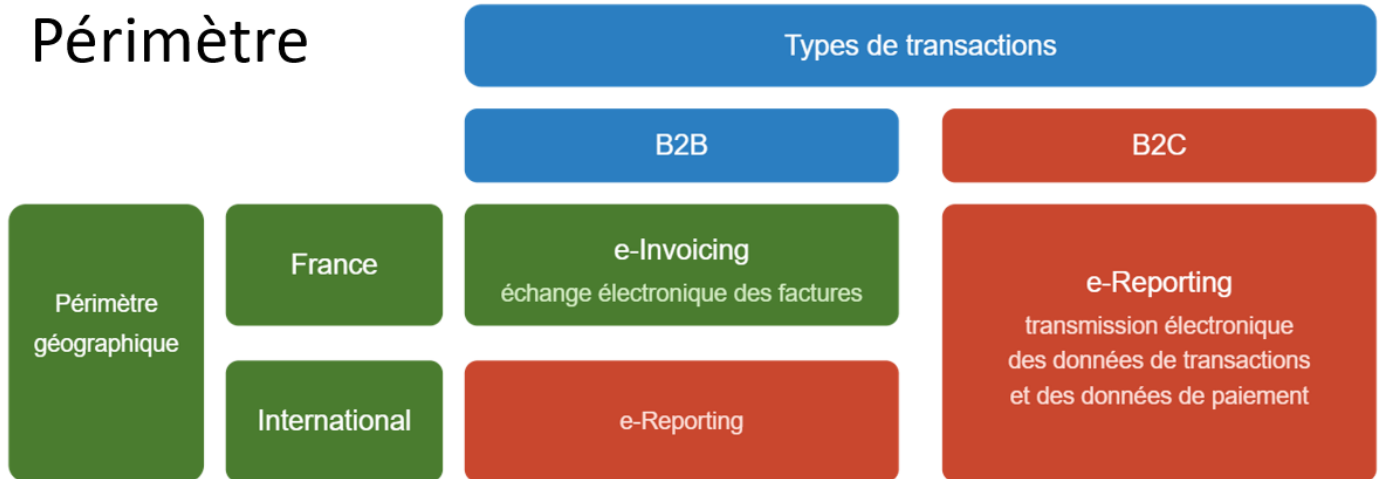 Périmètre
Types de transactions
B2B
B2C
Périmètre
géographique
France
e-Invoicing
échange électronique des factures
e-Reporting
transmission électronique
des données de transactions
et des données de paiement
International
e-Reporting